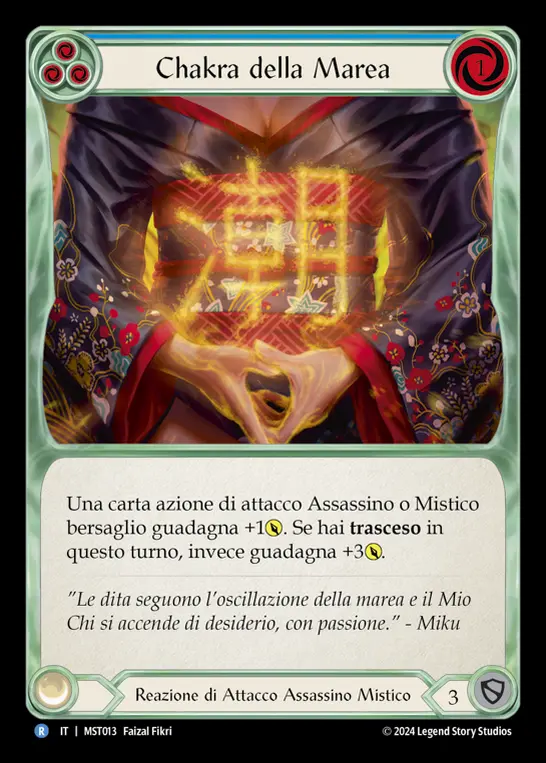 Chakra della Marea
1
潮
Una carta azione di attacco Assassino o Mistico
bersaglio guadagna +1. Se hai trasceso in
questo turno, invece guadagna +3.
"Le dita seguono l'oscillazione della marea e il Mio
Chi si accende di desiderio, con passione." - Miku
Reazione di Attacco Assassino Mistico
3
R IT | MST013 Faizal Fikri
© 2024 Legend Story Studios